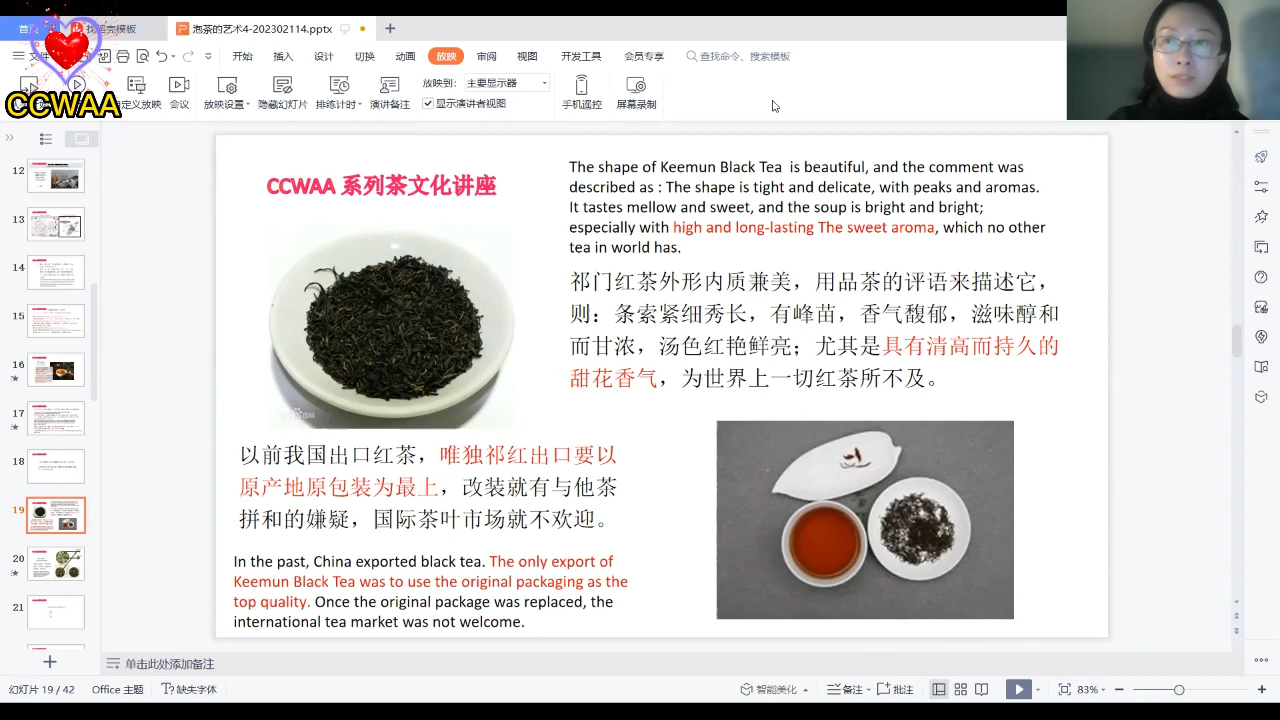 首页
找稻壳模板
泡茶的艺术4-202302114.pptx
文件
开始
插入
设计
切换
动画
放映
审阅
视图
开发工具
会员专享
查找命令、搜索模板
CCWAA
自定义放映
会议
放映设置
隐藏幻灯片
排练计时
演讲备注
放映到:
主要显示器
显示演讲者视图
手机遥控
屏幕录制
12
13
14
15
16
17
18
19
20
21
CCWAA 系列茶文化讲座
The shape of Keemun Black Tea is beautiful, and the comment was
described as : The shape is tight and delicate, with peaks and aromas.
It tastes mellow and sweet, and the soup is bright and bright;
especially with high and long-lasting The sweet aroma, which no other
tea in world has.
祁门红茶外形内质兼美，用品茶的评语来描述它，
则：条索紧细秀长，有峰苗，香气馥郁，滋味醇和
而甘浓，汤色红艳鲜亮；尤其是具有清高而持久的
甜花香气，为世界上一切红茶所不及。
以前我国出口红茶，唯独祁红出口要以
原产地原包装为最上，改装就有与他茶
拼和的嫌疑，国际茶叶市场就不欢迎。
In the past, China exported black tea. The only export of
Keemun Black Tea was to use the original packaging as the
top quality. Once the original package was replaced, the
international tea market was not welcome.
单击此处添加备注
幻灯片 19 / 42
Office 主题
缺失字体
智能美化
备注
批注
83%